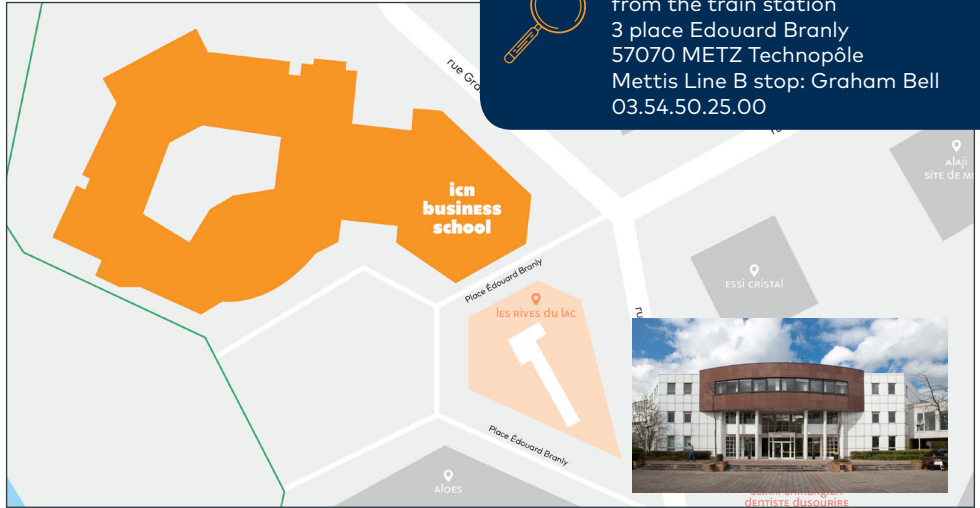 from the train station
3 place Edouard Branly
57070 METZ Technopôle
Mettis Line B stop: Graham Bell
03.54.50.25.00
alaji
icn
business
school
Place Édouard Branly
ESSI CRISTAL
LES RIVES DU LAC
Place Édouard Branly
ALOES
DENTISTE DUSOURIRE